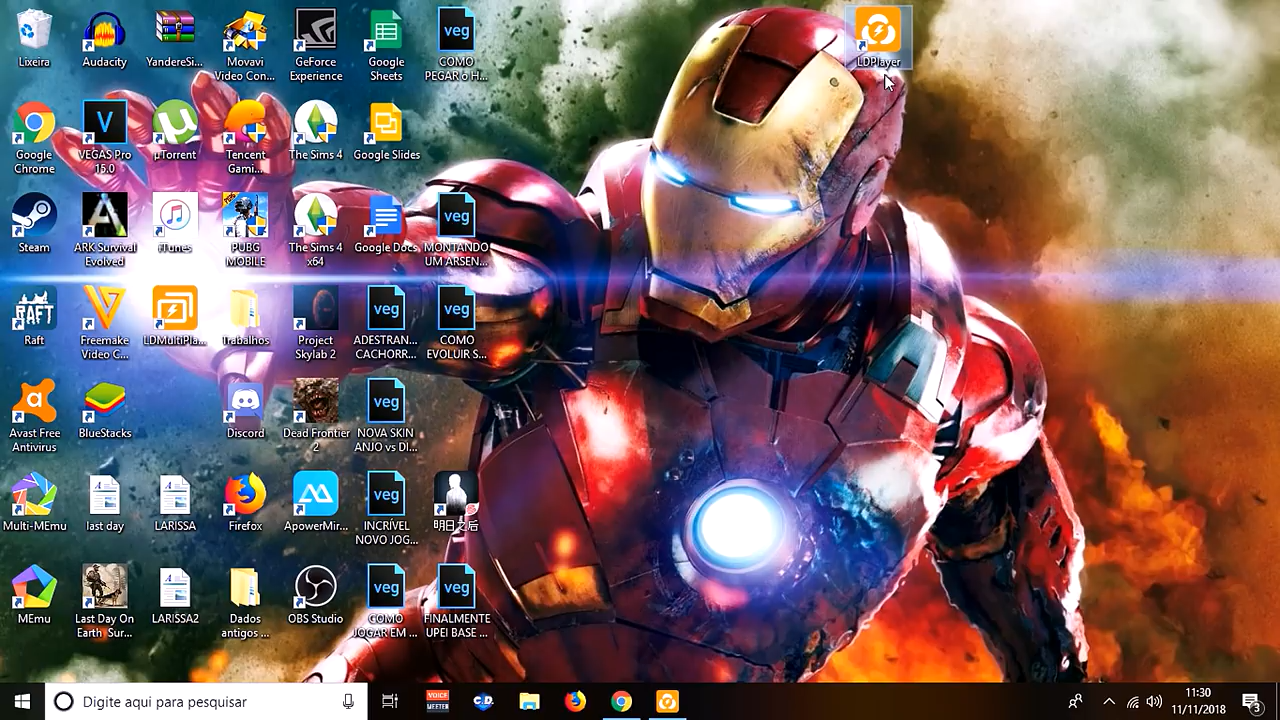 Lixeira
Audacity
YandereSi...
Movavi
Video Con...
GeForce
Experience
Google
Sheets
veg
COMO
PEGAR o H...
LDPlayer
Google
Chrome
V
VEGAS Pro
15.0
µ
µTorrent
Tencent
Gami...
The Sims 4
Google Slides
Steam
ARK Survival
Evolved
iTunes
PUBG
MOBILE
The Sims 4
x64
Google Docs
veg
MONTANDO
UM ARSEN...
RAFT
Raft
Freemake
Video C...
LDMultiPla...
Trabalhos
Project
Skylab 2
veg
ADESTRAN...
CACHORR...
veg
COMO
EVOLUIR S...
a
Avast Free
Antivirus
BlueStacks
Discord
Dead Frontier
2
veg
NOVA SKIN
ANJO vs DI...
Multi-MEmu
last day
LARISSA
Firefox
ApowerMir...
veg
INCRÍVEL
NOVO JOG...
明日之后
MEmu
Last Day On
Earth Sur...
LARISSA2
Dados
antigos ...
OBS Studio
veg
COMO
JOGAR EM ...
veg
FINALMENTE
UPEI BASE ...
Digite aqui para pesquisar
VOICE
MEETER
C.D.
11:30
11/11/2018
3